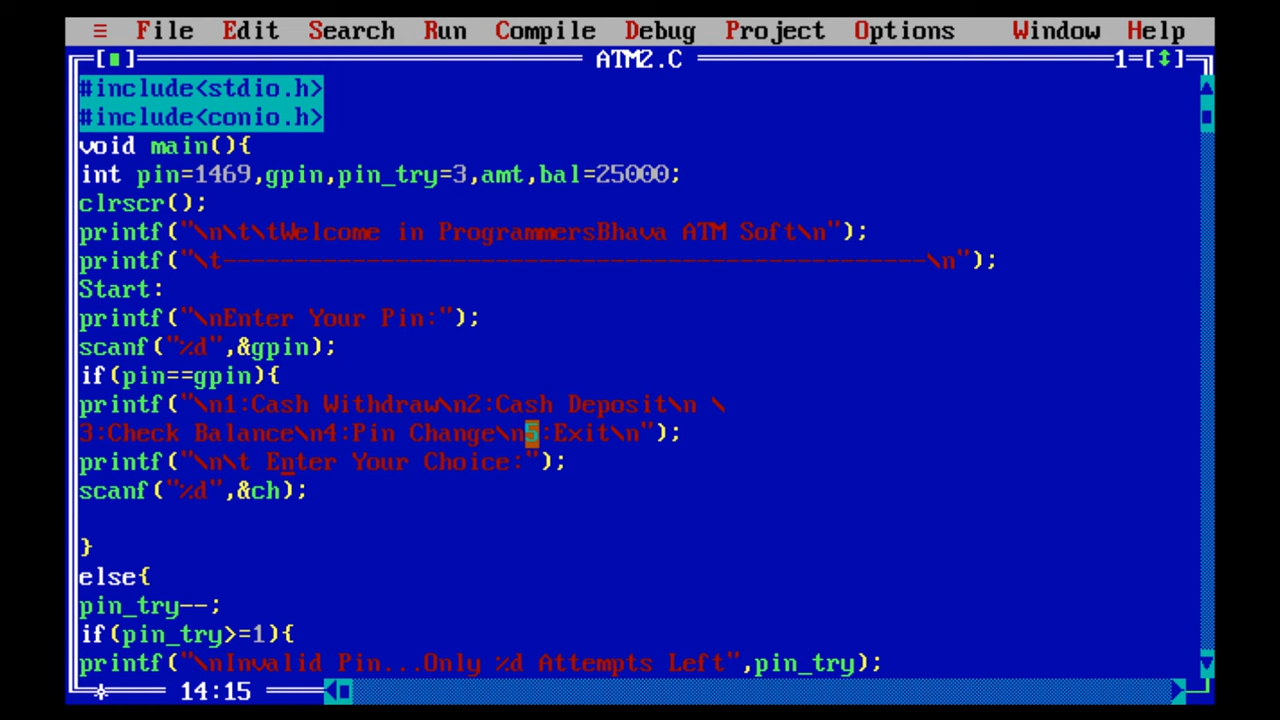 ≡ File Edit Search Run Compile Debug Project Options Window Help
[■] ATM2.C 1=[↕]
#include<stdio.h>
#include<conio.h>
void main(){
int pin=1469,gpin,pin_try=3,amt,bal=25000;
clrscr();
printf("\n\t\tWelcome in ProgrammersBhava ATM Soft\n");
printf("\t-------------------------------------------------\n");
Start:
printf("\nEnter Your Pin:");
scanf("%d",&gpin);
if(pin==gpin){
printf("\n1:Cash Withdraw\n2:Cash Deposit\n \
3:Check Balance\n4:Pin Change\n5:Exit\n");
printf("\n\t Enter Your Choice:");
scanf("%d",&ch);
}
else{
pin_try--;
if(pin_try>=1){
printf("\nInvalid Pin...Only %d Attempts Left",pin_try);
14:15